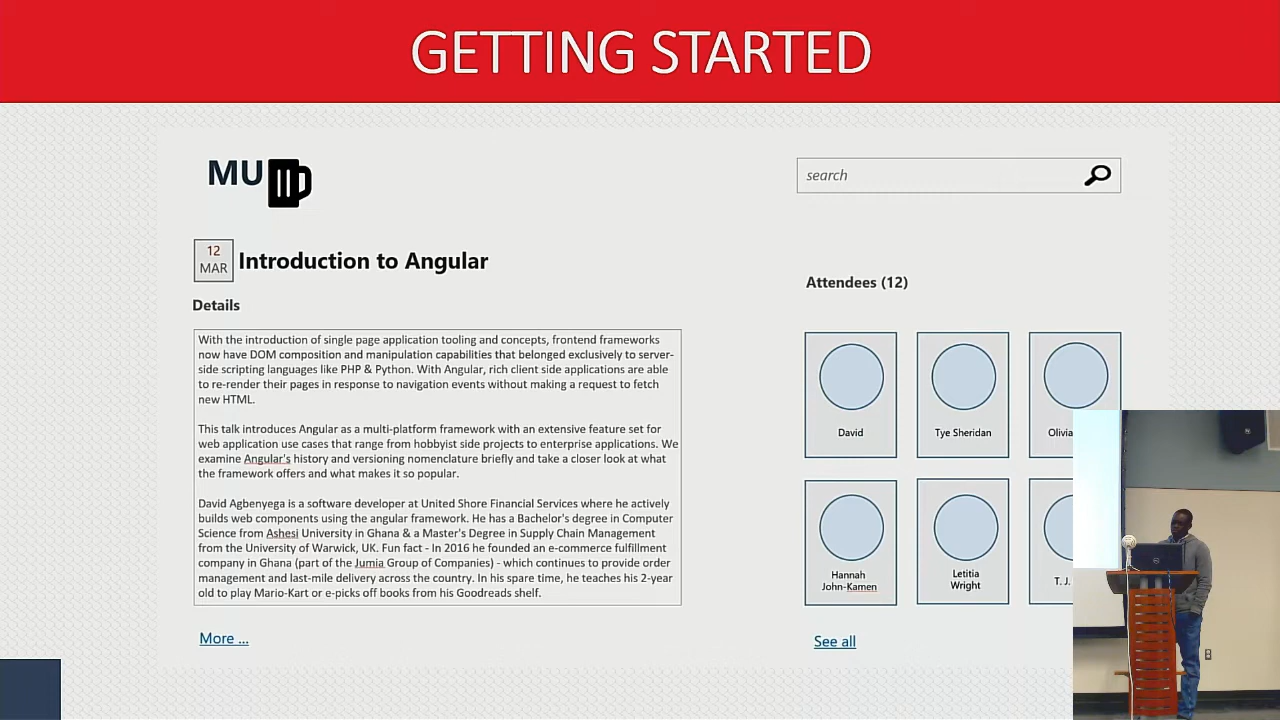 GETTING STARTED
MU
search
12
MAR
Introduction to Angular
Attendees (12)
Details
With the introduction of single page application tooling and concepts, frontend frameworks
now have DOM composition and manipulation capabilities that belonged exclusively to server-
side scripting languages like PHP & Python. With Angular, rich client side applications are able
to re-render their pages in response to navigation events without making a request to fetch
new HTML.
This talk introduces Angular as a multi-platform framework with an extensive feature set for
web application use cases that range from hobbyist side projects to enterprise applications. We
examine Angular's history and versioning nomenclature briefly and take a closer look at what
the framework offers and what makes it so popular.
David Agbenyega is a software developer at United Shore Financial Services where he actively
builds web components using the angular framework. He has a Bachelor's degree in Computer
Science from Ashesi University in Ghana & a Master's Degree in Supply Chain Management
from the University of Warwick, UK. Fun fact - In 2016 he founded an e-commerce fulfillment
company in Ghana (part of the Jumia Group of Companies) - which continues to provide order
management and last-mile delivery across the country. In his spare time, he teaches his 2-year
old to play Mario-Kart or e-picks off books from his Goodreads shelf.
More ...
David
Tye Sheridan
Olivia
Hannah
John-Kamen
Letitia
Wright
T. J.
See all